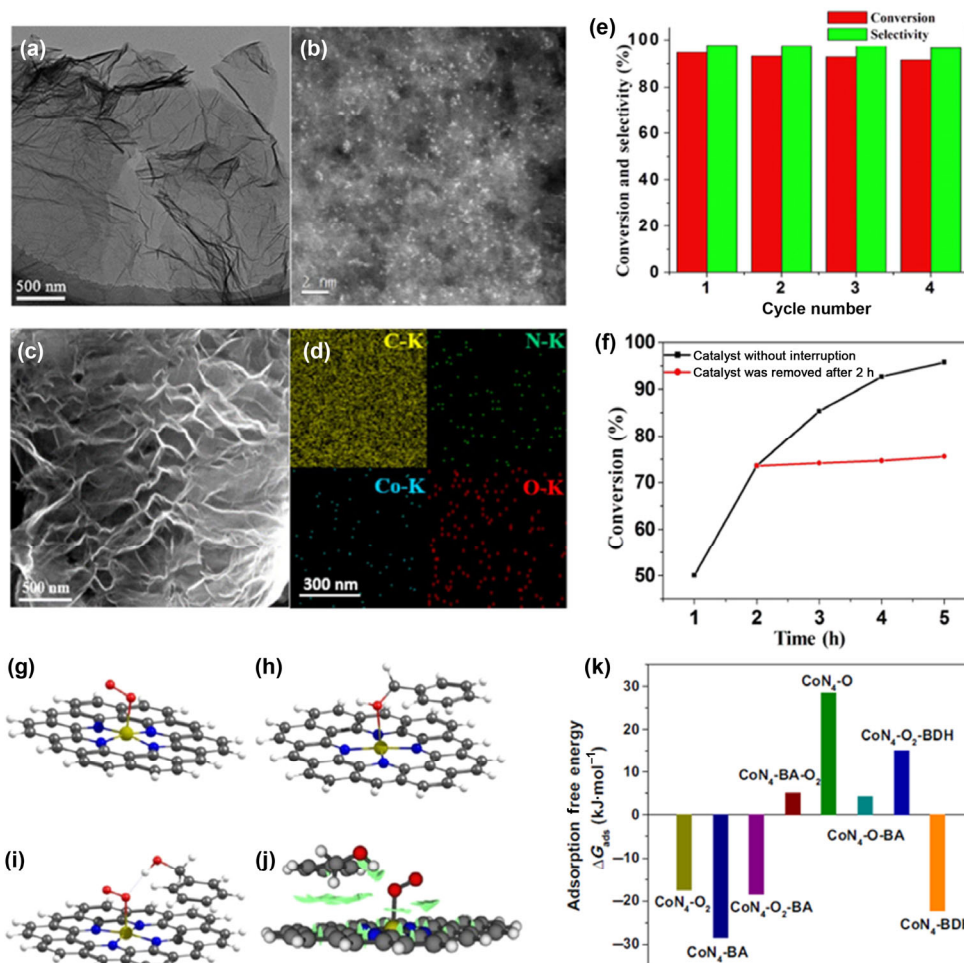 (a)
500 nm
(b)
2 nm
(c)
500 nm
(d)
C-K
N-K
Co-K
O-K
300 nm
(e)
Conversion
Selectivity
Conversion and selectivity (%)
100
80
60
40
20
0
1
2
3
4
Cycle number
(f)
Catalyst without interruption
Catalyst was removed after 2 h
Conversion (%)
100
90
80
70
60
50
1
2
3
4
5
Time (h)
(g)
(h)
(i)
(j)
(k)
Adsorption free energy
ΔG_ads (kJ·mol⁻¹)
30
20
10
0
−10
−20
−30
CoN₄-O₂
CoN₄-BA
CoN₄-O₂-BA
CoN₄-BA-O₂
CoN₄-O
CoN₄-O-BA
CoN₄-O₂-BDH